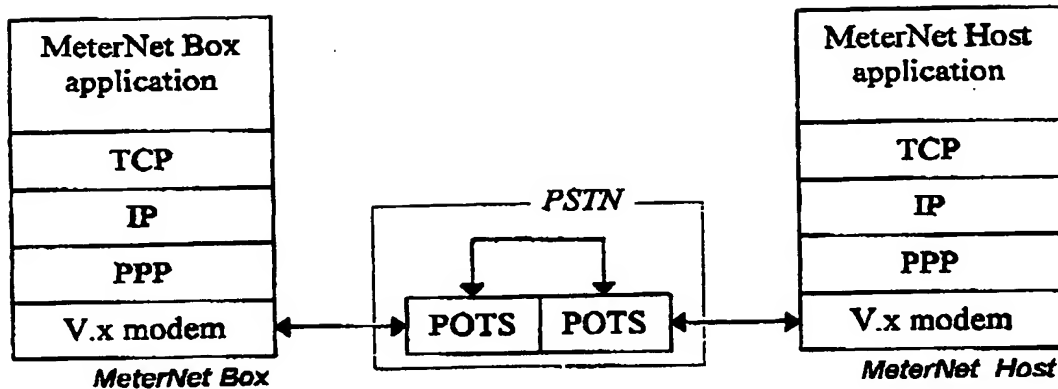 MeterNet Box
application
TCP
IP
PPP
V.x modem
MeterNet Box
PSTN
POTS POTS
MeterNet Host
application
TCP
IP
PPP
V.x modem
MeterNet Host